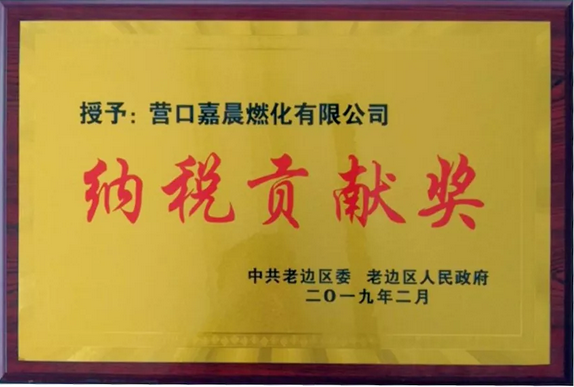 授予：营口嘉晨燃化有限公司
纳税贡献奖
中共老边区委 老边区人民政府
二〇一九年二月